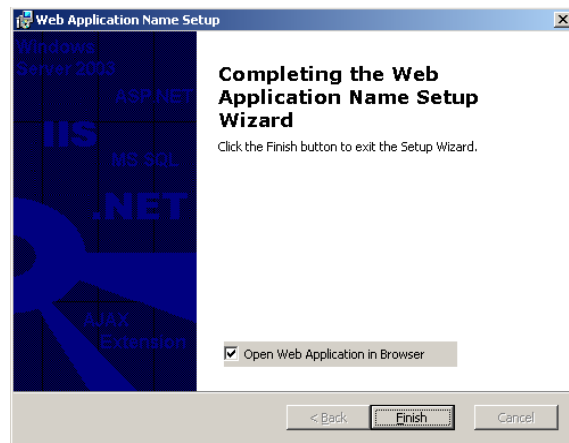 Web Application Name Setup
Windows
Server 2003
ASP.NET
IIS
MS SQL
.NET
AJAX
Extension
Completing the Web
Application Name Setup
Wizard
Click the Finish button to exit the Setup Wizard.
Open Web Application in Browser
< Back
Finish
Cancel